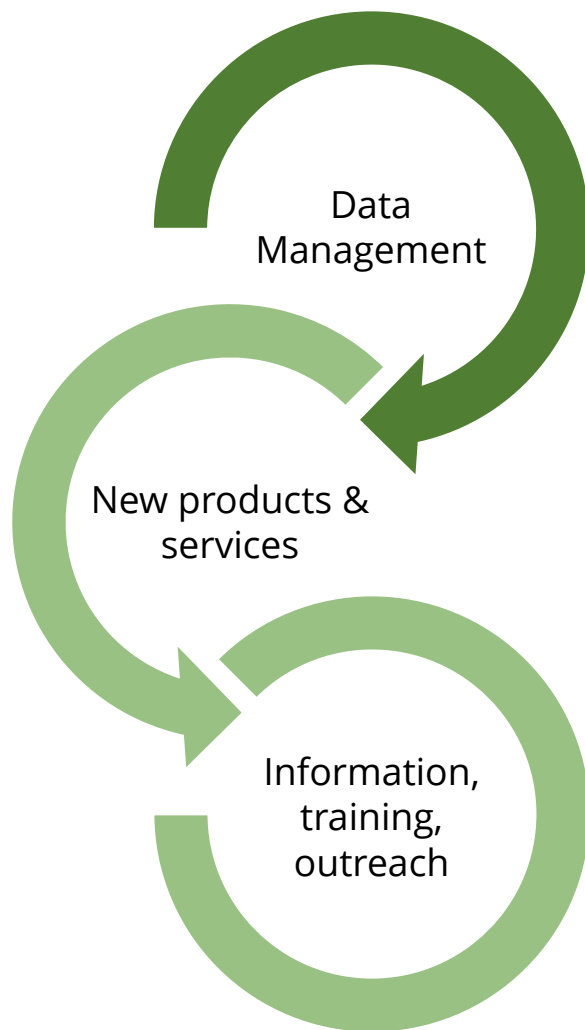 Data
Management
New products &
services
Information,
training,
outreach